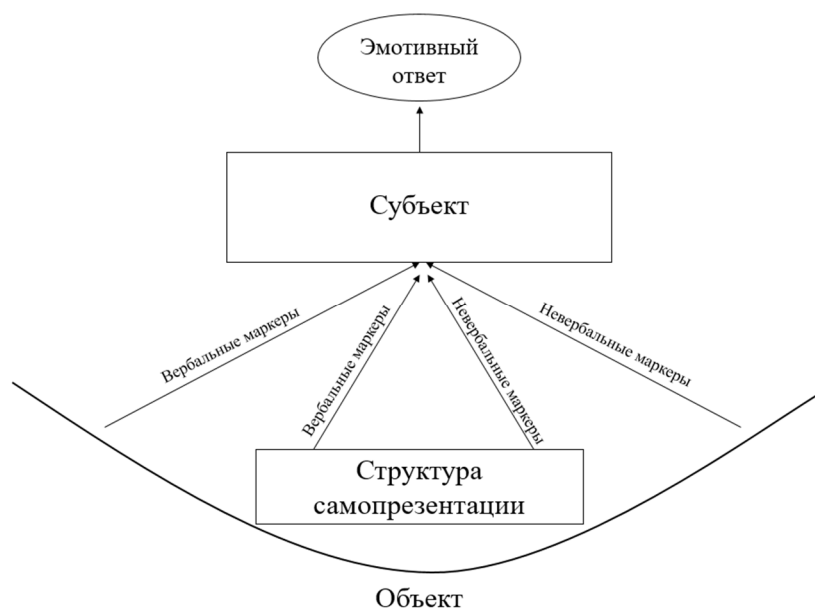 Эмотивный
ответ
Субъект
Вербальные маркеры
Вербальные маркеры
Невербальные маркеры
Невербальные маркеры
Структура
самопрезентации
Объект